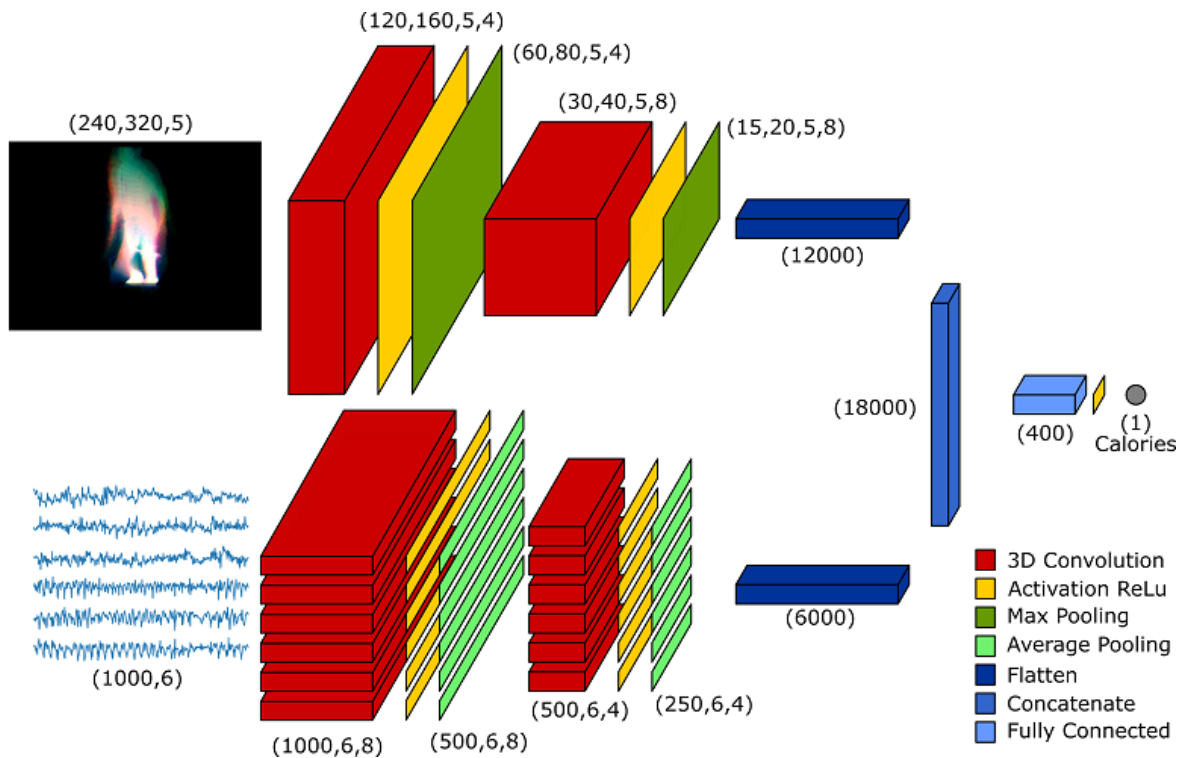 (120,160,5,4)
(60,80,5,4)
(240,320,5)
(30,40,5,8)
(15,20,5,8)
(12000)
(18000)
(400)
(1)
Calories
(1000,6)
(6000)
(1000,6,8)
(500,6,8)
(500,6,4)
(250,6,4)
3D Convolution
Activation ReLu
Max Pooling
Average Pooling
Flatten
Concatenate
Fully Connected